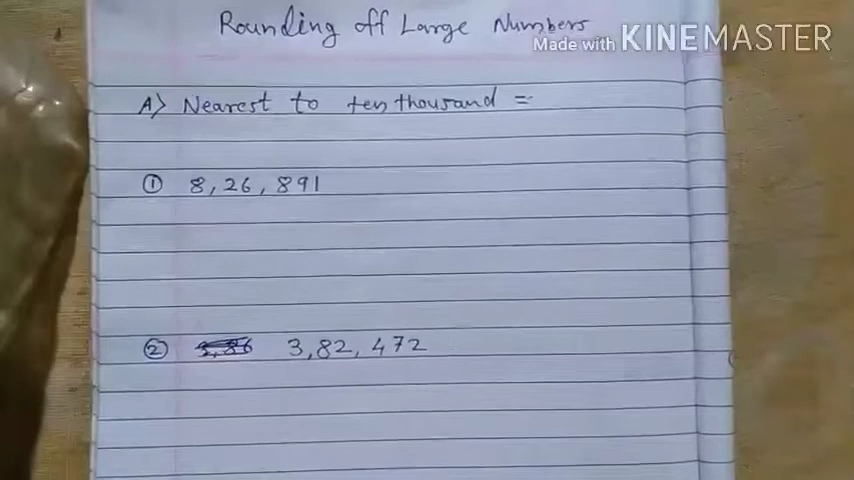 Rounding off Large Numbers
Made with KINEMASTER
A) Nearest to ten thousand =
① 8,26,891
② 3,82,472